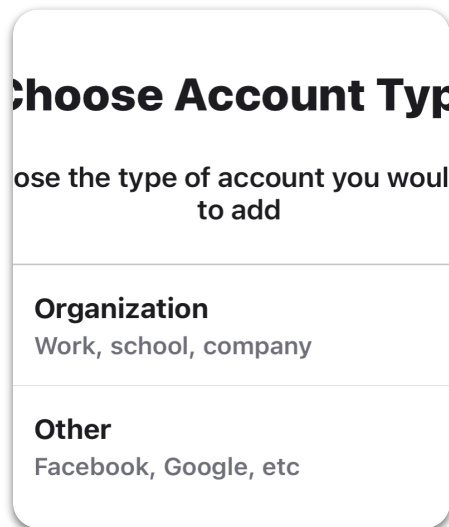 Choose Account Typ
ose the type of account you woul
to add
Organization
Work, school, company
Other
Facebook, Google, etc